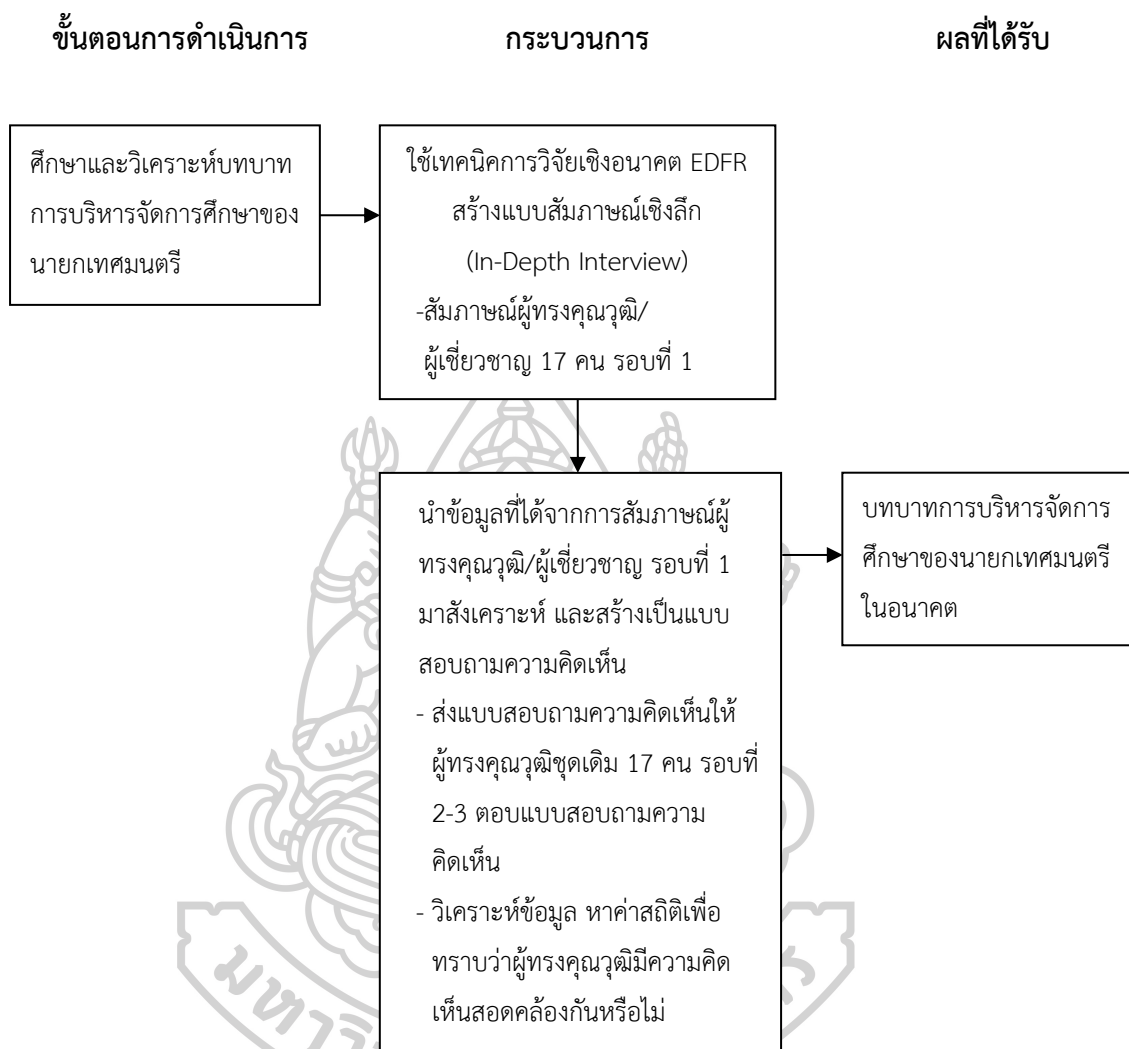 ขั้นตอนการดำเนินการ
กระบวนการ
ผลที่ได้รับ
ศึกษาและวิเคราะห์บทบาท
การบริหารจัดการศึกษาของ
นายกเทศมนตรี
ใช้เทคนิคการวิจัยเชิงอนาคต EDFR
สร้างแบบสัมภาษณ์เชิงลึก
(In-Depth Interview)
-สัมภาษณ์ผู้ทรงคุณวุฒิ/
ผู้เชี่ยวชาญ 17 คน รอบที่ 1
นำข้อมูลที่ได้จากการสัมภาษณ์ผู้
ทรงคุณวุฒิ/ผู้เชี่ยวชาญ รอบที่ 1
มาสังเคราะห์ และสร้างเป็นแบบ
สอบถามความคิดเห็น
- ส่งแบบสอบถามความคิดเห็นให้
ผู้ทรงคุณวุฒิชุดเดิม 17 คน รอบที่
2-3 ตอบแบบสอบถามความ
คิดเห็น
- วิเคราะห์ข้อมูล หาค่าสถิติเพื่อ
ทราบว่าผู้ทรงคุณวุฒิมีความคิด
เห็นสอดคล้องกันหรือไม่
บทบาทการบริหารจัดการ
ศึกษาของนายกเทศมนตรี
ในอนาคต